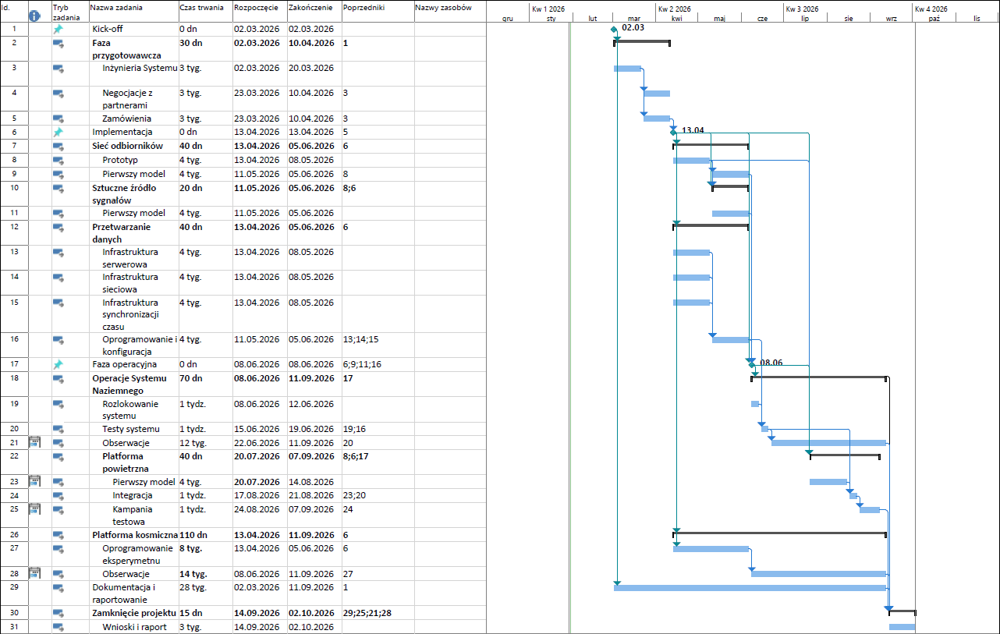 Id. Tryb zadania Nazwa zadania Czas trwania Rozpoczęcie Zakończenie Poprzedniki Nazwy zasobów
Kw 1 2026 Kw 2 2026 Kw 3 2026 Kw 4 2026
gru sty lut mar kwi maj cze lip sie wrz paź lis
1 Kick-off 0 dn 02.03.2026 02.03.2026
02.03
2 Faza przygotowawcza 30 dn 02.03.2026 10.04.2026 1
3 Inżynieria Systemu 3 tyg. 02.03.2026 20.03.2026
4 Negocjacje z partnerami 3 tyg. 23.03.2026 10.04.2026 3
5 Zamówienia 3 tyg. 23.03.2026 10.04.2026 3
6 Implementacja 0 dn 13.04.2026 13.04.2026 5
13.04
7 Sieć odbiorników 40 dn 13.04.2026 05.06.2026 6
8 Prototyp 4 tyg. 13.04.2026 08.05.2026
9 Pierwszy model 4 tyg. 11.05.2026 05.06.2026 8
10 Sztuczne źródło sygnałów 20 dn 11.05.2026 05.06.2026 8;6
11 Pierwszy model 4 tyg. 11.05.2026 05.06.2026
12 Przetwarzanie danych 40 dn 13.04.2026 05.06.2026 6
13 Infrastruktura serwerowa 4 tyg. 13.04.2026 08.05.2026
14 Infrastruktura sieciowa 4 tyg. 13.04.2026 08.05.2026
15 Infrastruktura synchronizacji czasu 4 tyg. 13.04.2026 08.05.2026
16 Oprogramowanie i konfiguracja 4 tyg. 11.05.2026 05.06.2026 13;14;15
17 Faza operacyjna 0 dn 08.06.2026 08.06.2026 6;9;11;16
08.06
18 Operacje Systemu Naziemnego 70 dn 08.06.2026 11.09.2026 17
19 Rozlokowanie systemu 1 tydz. 08.06.2026 12.06.2026
20 Testy systemu 1 tydz. 15.06.2026 19.06.2026 19;16
21 Obserwacje 12 tyg. 22.06.2026 11.09.2026 20
22 Platforma powietrzna 40 dn 20.07.2026 07.09.2026 8;6;17
23 Pierwszy model 4 tyg. 20.07.2026 14.08.2026
24 Integracja 1 tydz. 17.08.2026 21.08.2026 23;20
25 Kampania testowa 1 tydz. 24.08.2026 07.09.2026 24
26 Platforma kosmiczna 110 dn 13.04.2026 11.09.2026 6
27 Oprogramowanie eksperymetnu 8 tyg. 13.04.2026 05.06.2026 6
28 Obserwacje 14 tyg. 08.06.2026 11.09.2026 27
29 Dokumentacja i raportowanie 28 tyg. 02.03.2026 11.09.2026 1
30 Zamknięcie projektu 15 dn 14.09.2026 02.10.2026 29;25;21;28
31 Wnioski i raport 3 tyg. 14.09.2026 02.10.2026